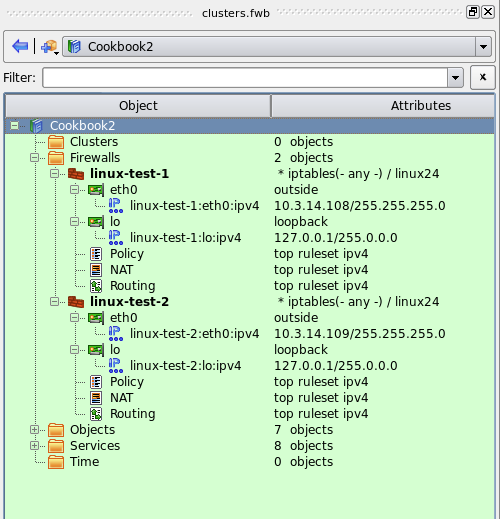 clusters.fwb
Cookbook2
Filter: x
Object Attributes
Cookbook2
Clusters 0 objects
Firewalls 2 objects
linux-test-1 * iptables(- any -) / linux24
eth0 outside
IP linux-test-1:eth0:ipv4 10.3.14.108/255.255.255.0
lo loopback
IP linux-test-1:lo:ipv4 127.0.0.1/255.0.0.0
Policy top ruleset ipv4
NAT top ruleset ipv4
Routing top ruleset ipv4
linux-test-2 * iptables(- any -) / linux24
eth0 outside
IP linux-test-2:eth0:ipv4 10.3.14.109/255.255.255.0
lo loopback
IP linux-test-2:lo:ipv4 127.0.0.1/255.0.0.0
Policy top ruleset ipv4
NAT top ruleset ipv4
Routing top ruleset ipv4
Objects 7 objects
Services 8 objects
Time 0 objects